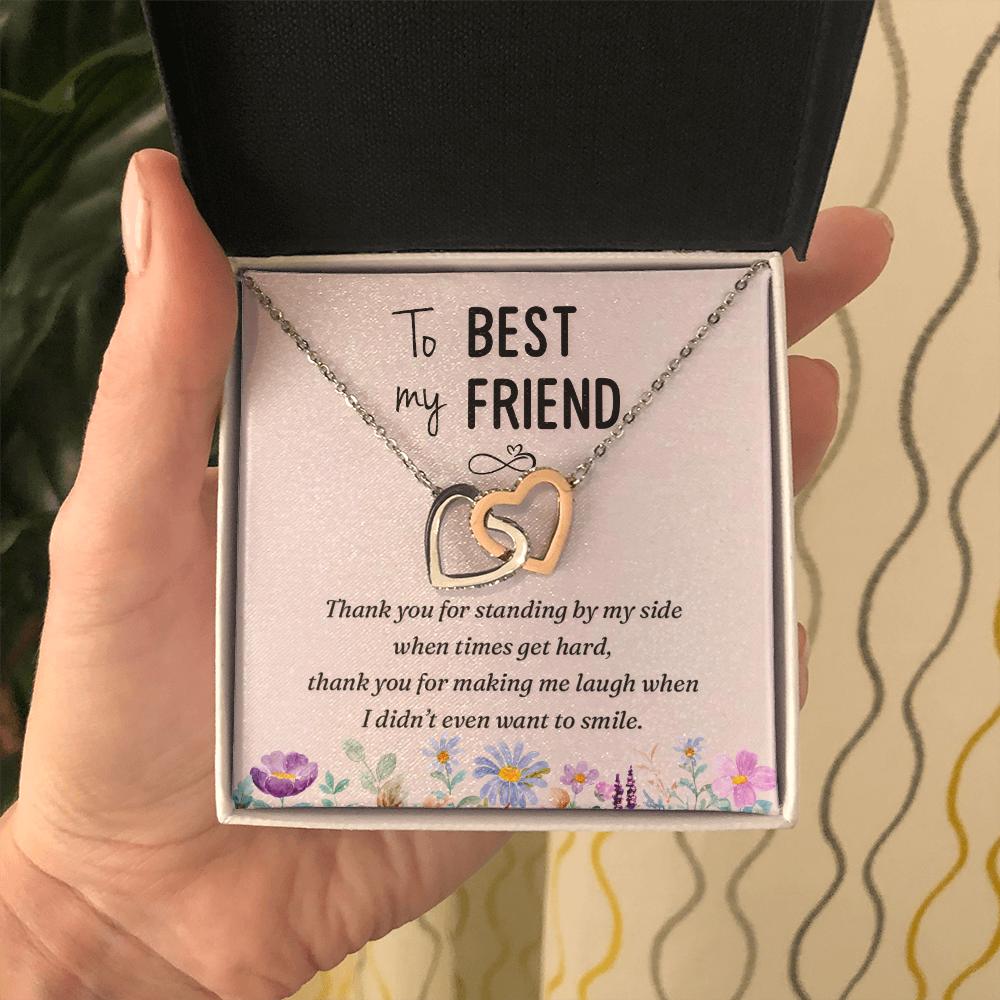 To BEST
my FRIEND
Thank you for standing by my side
when times get hard,
thank you for making me laugh when
I didn't even want to smile.